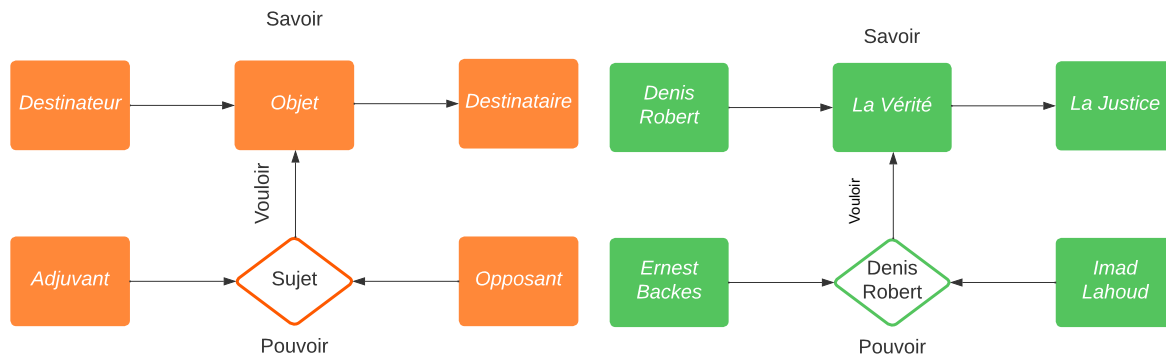 Savoir
Destinateur
Objet
Destinataire
Vouloir
Adjuvant
Sujet
Opposant
Pouvoir
Savoir
Denis
Robert
La Vérité
La Justice
Vouloir
Ernest
Backes
Denis
Robert
Imad
Lahoud
Pouvoir